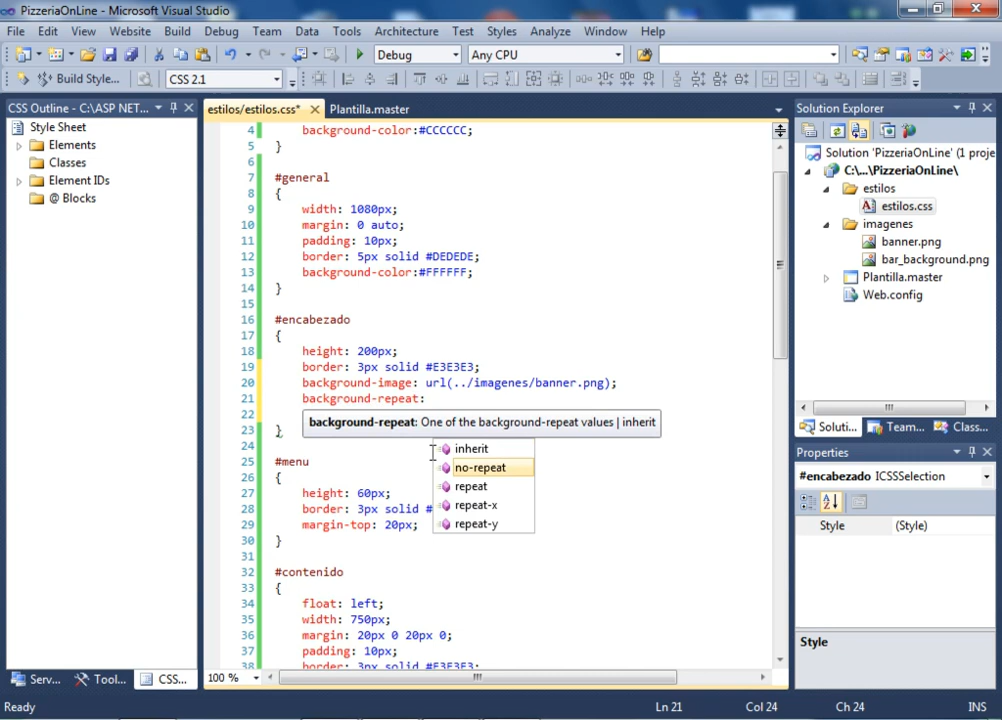 PizzeriaOnLine - Microsoft Visual Studio
File Edit View Website Build Debug Team Data Tools Architecture Test Styles Analyze Window Help
Debug Any CPU
Build Style... CSS 2.1
CSS Outline - C:\ASP NET...
Style Sheet
Elements
Classes
Element IDs
@ Blocks
Serv... Tool... CSS...
estilos/estilos.css* Plantilla.master
4 background-color:#CCCCCC;
5 }
6
7 #general
8 {
9 width: 1080px;
10 margin: 0 auto;
11 padding: 10px;
12 border: 5px solid #DEDEDE;
13 background-color:#FFFFFF;
14 }
15
16 #encabezado
17 {
18 height: 200px;
19 border: 3px solid #E3E3E3;
20 background-image: url(../imagenes/banner.png);
21 background-repeat:
22
23 }
24
25 #menu
26 {
27 height: 60px;
28 border: 3px solid #
29 margin-top: 20px;
30 }
31
32 #contenido
33 {
34 float: left;
35 width: 750px;
36 margin: 20px 0 20px 0;
37 padding: 10px;
38 border: 3px solid #E3E3E3;
background-repeat: One of the background-repeat values | inherit
inherit
no-repeat
repeat
repeat-x
repeat-y
100 %
Solution Explorer
Solution 'PizzeriaOnLine' (1 proje
C:\...\PizzeriaOnLine\
estilos
estilos.css
imagenes
banner.png
bar_background.png
Plantilla.master
Web.config
Soluti... Team... Class...
Properties
#encabezado ICSSSelection
Style (Style)
Style
Ready Ln 21 Col 24 Ch 24 INS